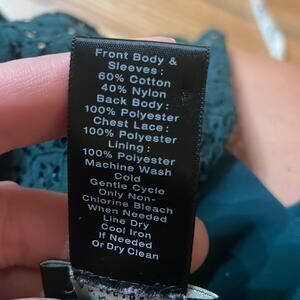 Front Body &
Sleeves :
60% Cotton
40% Nylon
Back Body :
100% Polyester
Chest Lace :
100% Polyester
Lining :
100% Polyester
Machine Wash
Cold
Gentle Cycle
Only Non-
Chlorine Bleach
When Needed
Line Dry
Cool Iron
If Needed
Or Dry Clean